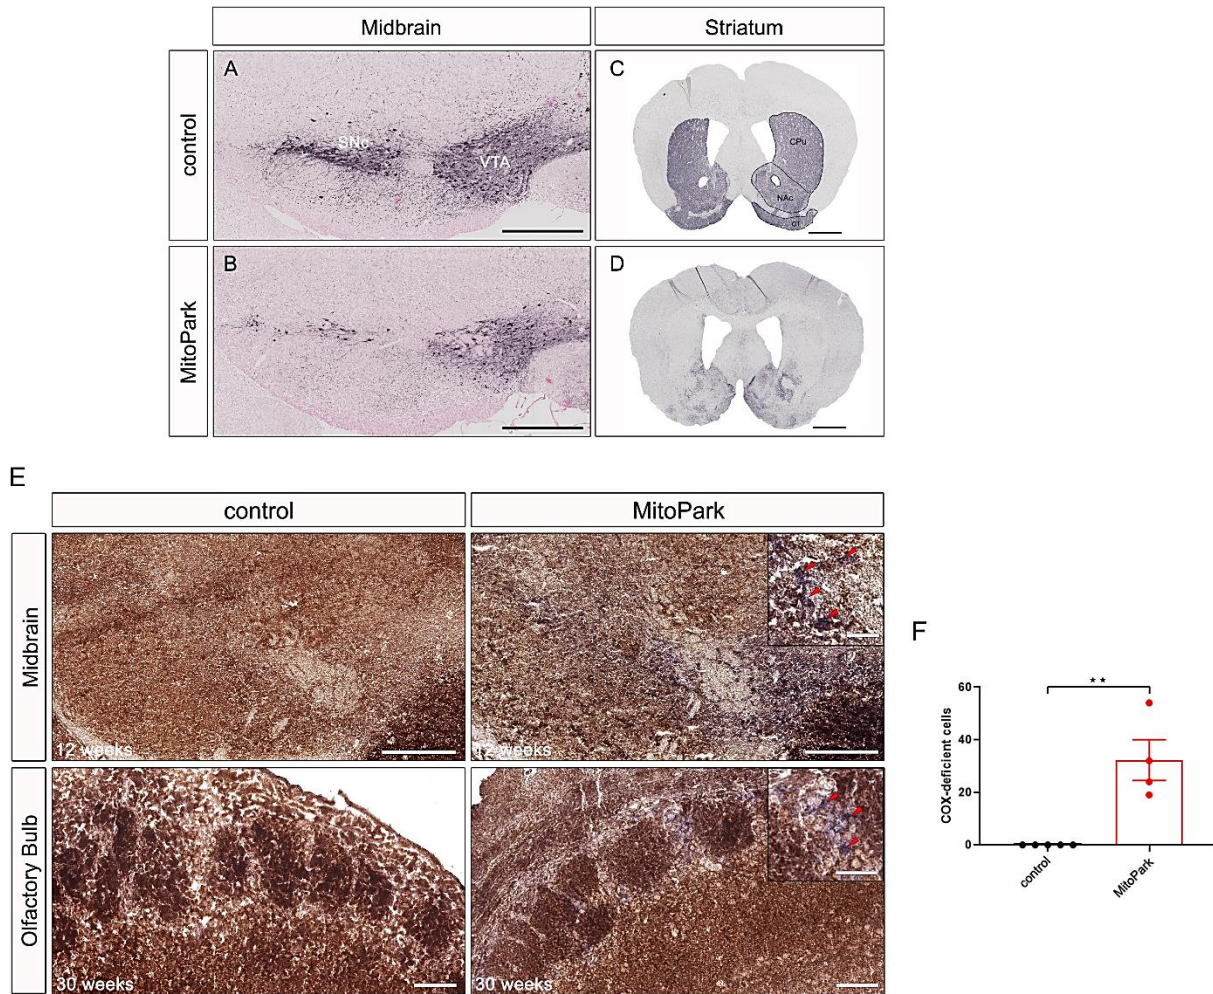 Midbrain
Striatum
control
A
SNc
VTA
C
CPu
NAc
OT
MitoPark
B
D
E
control
MitoPark
Midbrain
12 weeks
12 weeks
Olfactory Bulb
30 weeks
30 weeks
F
★★
COX-deficient cells
60
40
20
0
control
MitoPark